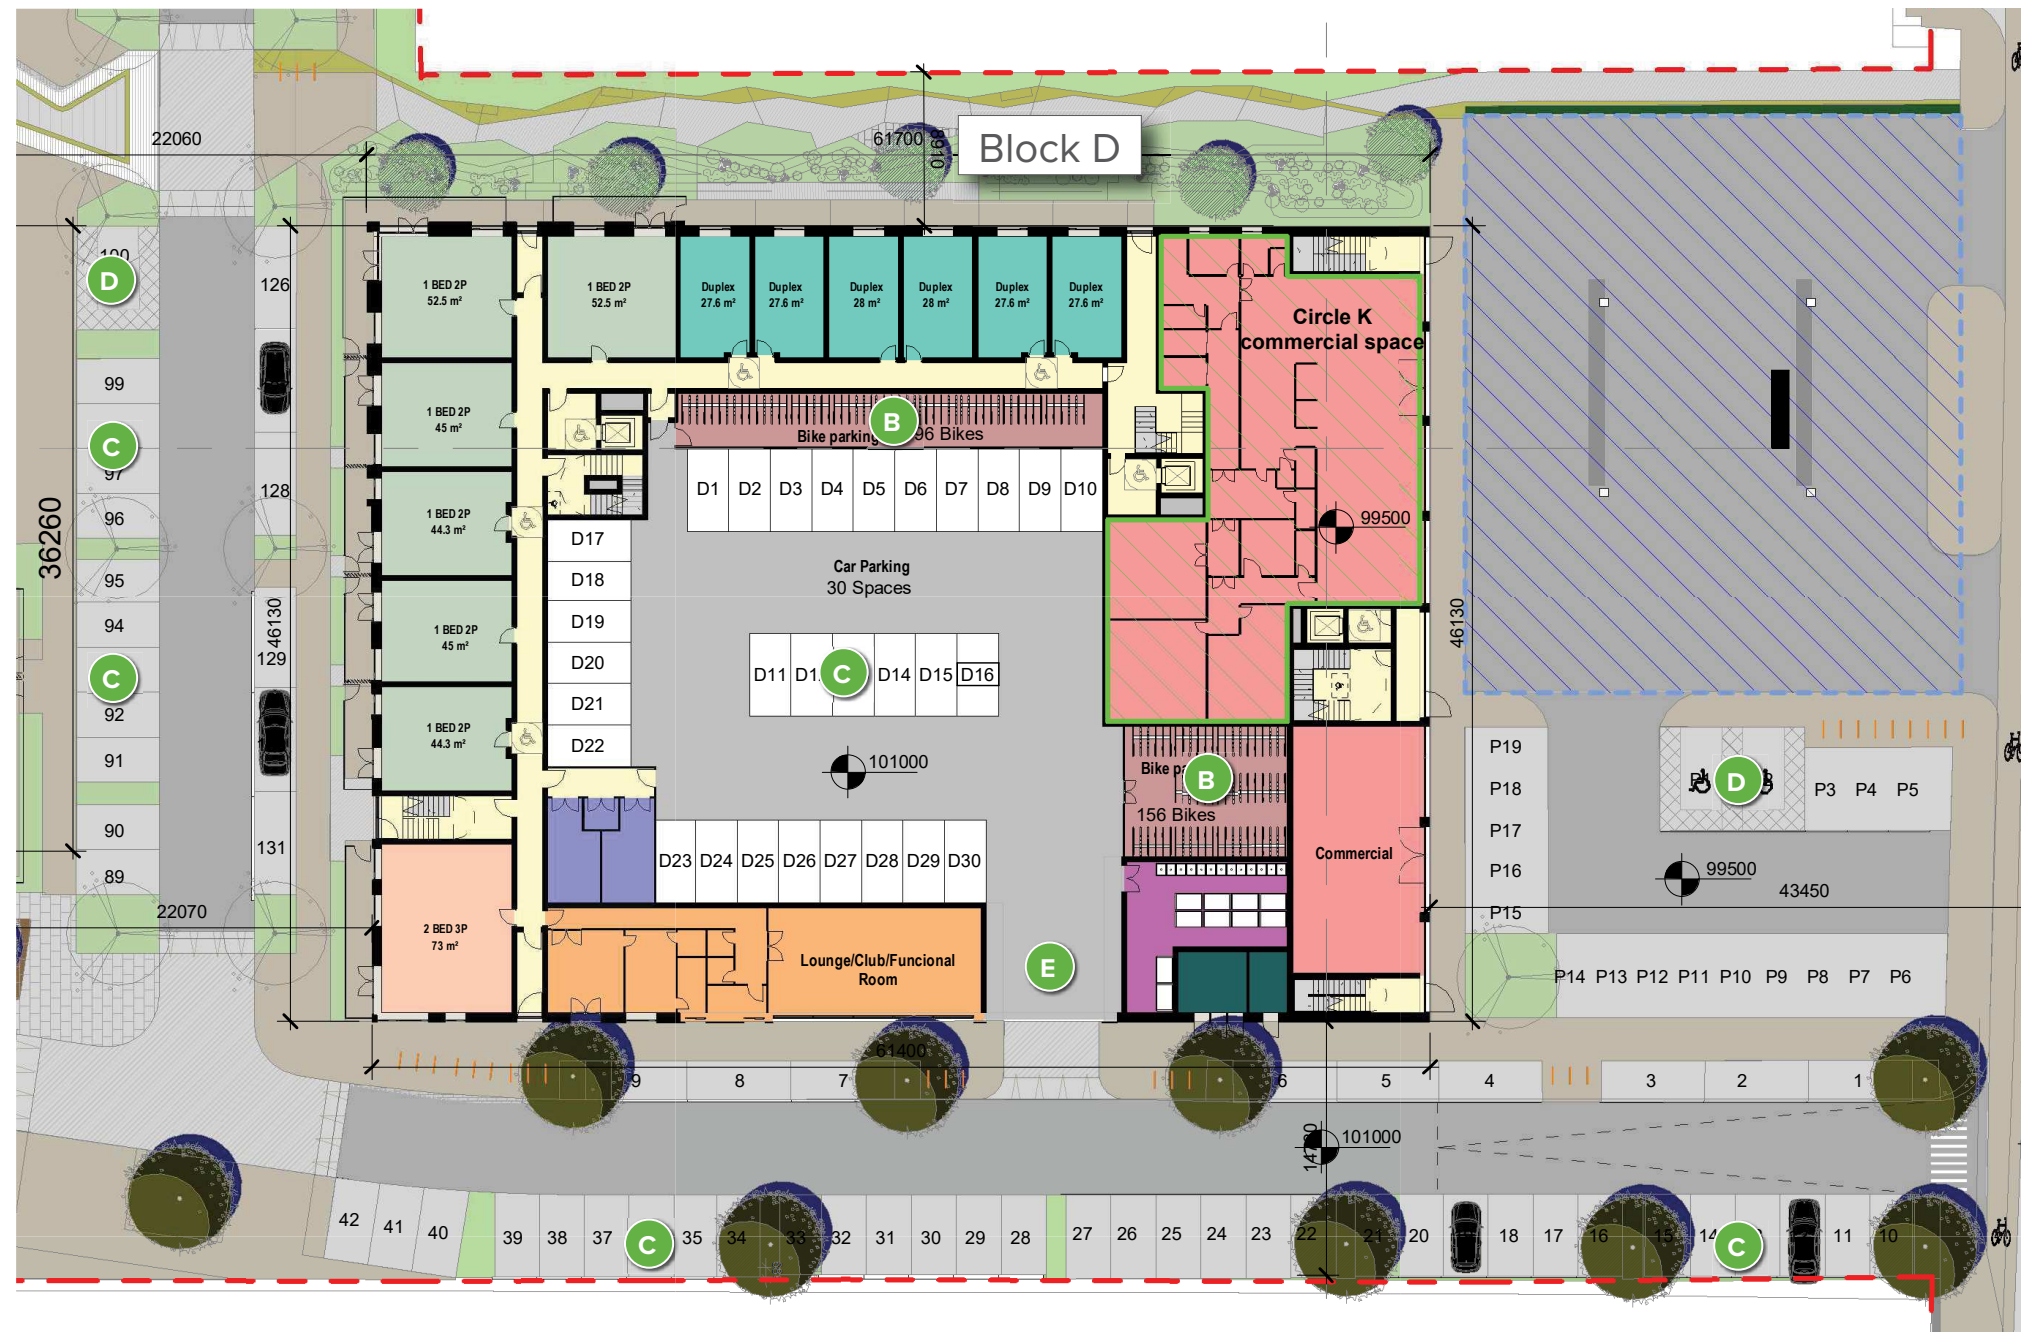 Block D
22060
61700
8910
100
D
126
99
C
97
128
96
36260
95
94
46130
129
C
92
91
90
131
89
22070
1 BED 2P
52.5 m²
1 BED 2P
52.5 m²
Duplex
27.6 m²
Duplex
27.6 m²
Duplex
28 m²
Duplex
28 m²
Duplex
27.6 m²
Duplex
27.6 m²
Circle K
commercial space
1 BED 2P
45 m²
B
Bike parking
96 Bikes
1 BED 2P
44.3 m²
D1 D2 D3 D4 D5 D6 D7 D8 D9 D10
99500
D17
D18
D19
D20
D21
D22
Car Parking
30 Spaces
1 BED 2P
45 m²
D11 C D14 D15 D16
1 BED 2P
44.3 m²
101000
46130
B
156 Bikes
Commercial
D23 D24 D25 D26 D27 D28 D29 D30
2 BED 3P
73 m²
Lounge/Club/Funcional
Room
E
P19
P18
P17
P16
P15
D
P3 P4 P5
99500
43450
P14 P13 P12 P11 P10 P9 P8 P7 P6
61400
9 8 7 6 5 4 3 2 1
101000
42 41 40 39 38 37 C 35 34 33 32 31 30 29 28 27 26 25 24 23 22 21 20 18 17 16 15 14 C 11 10